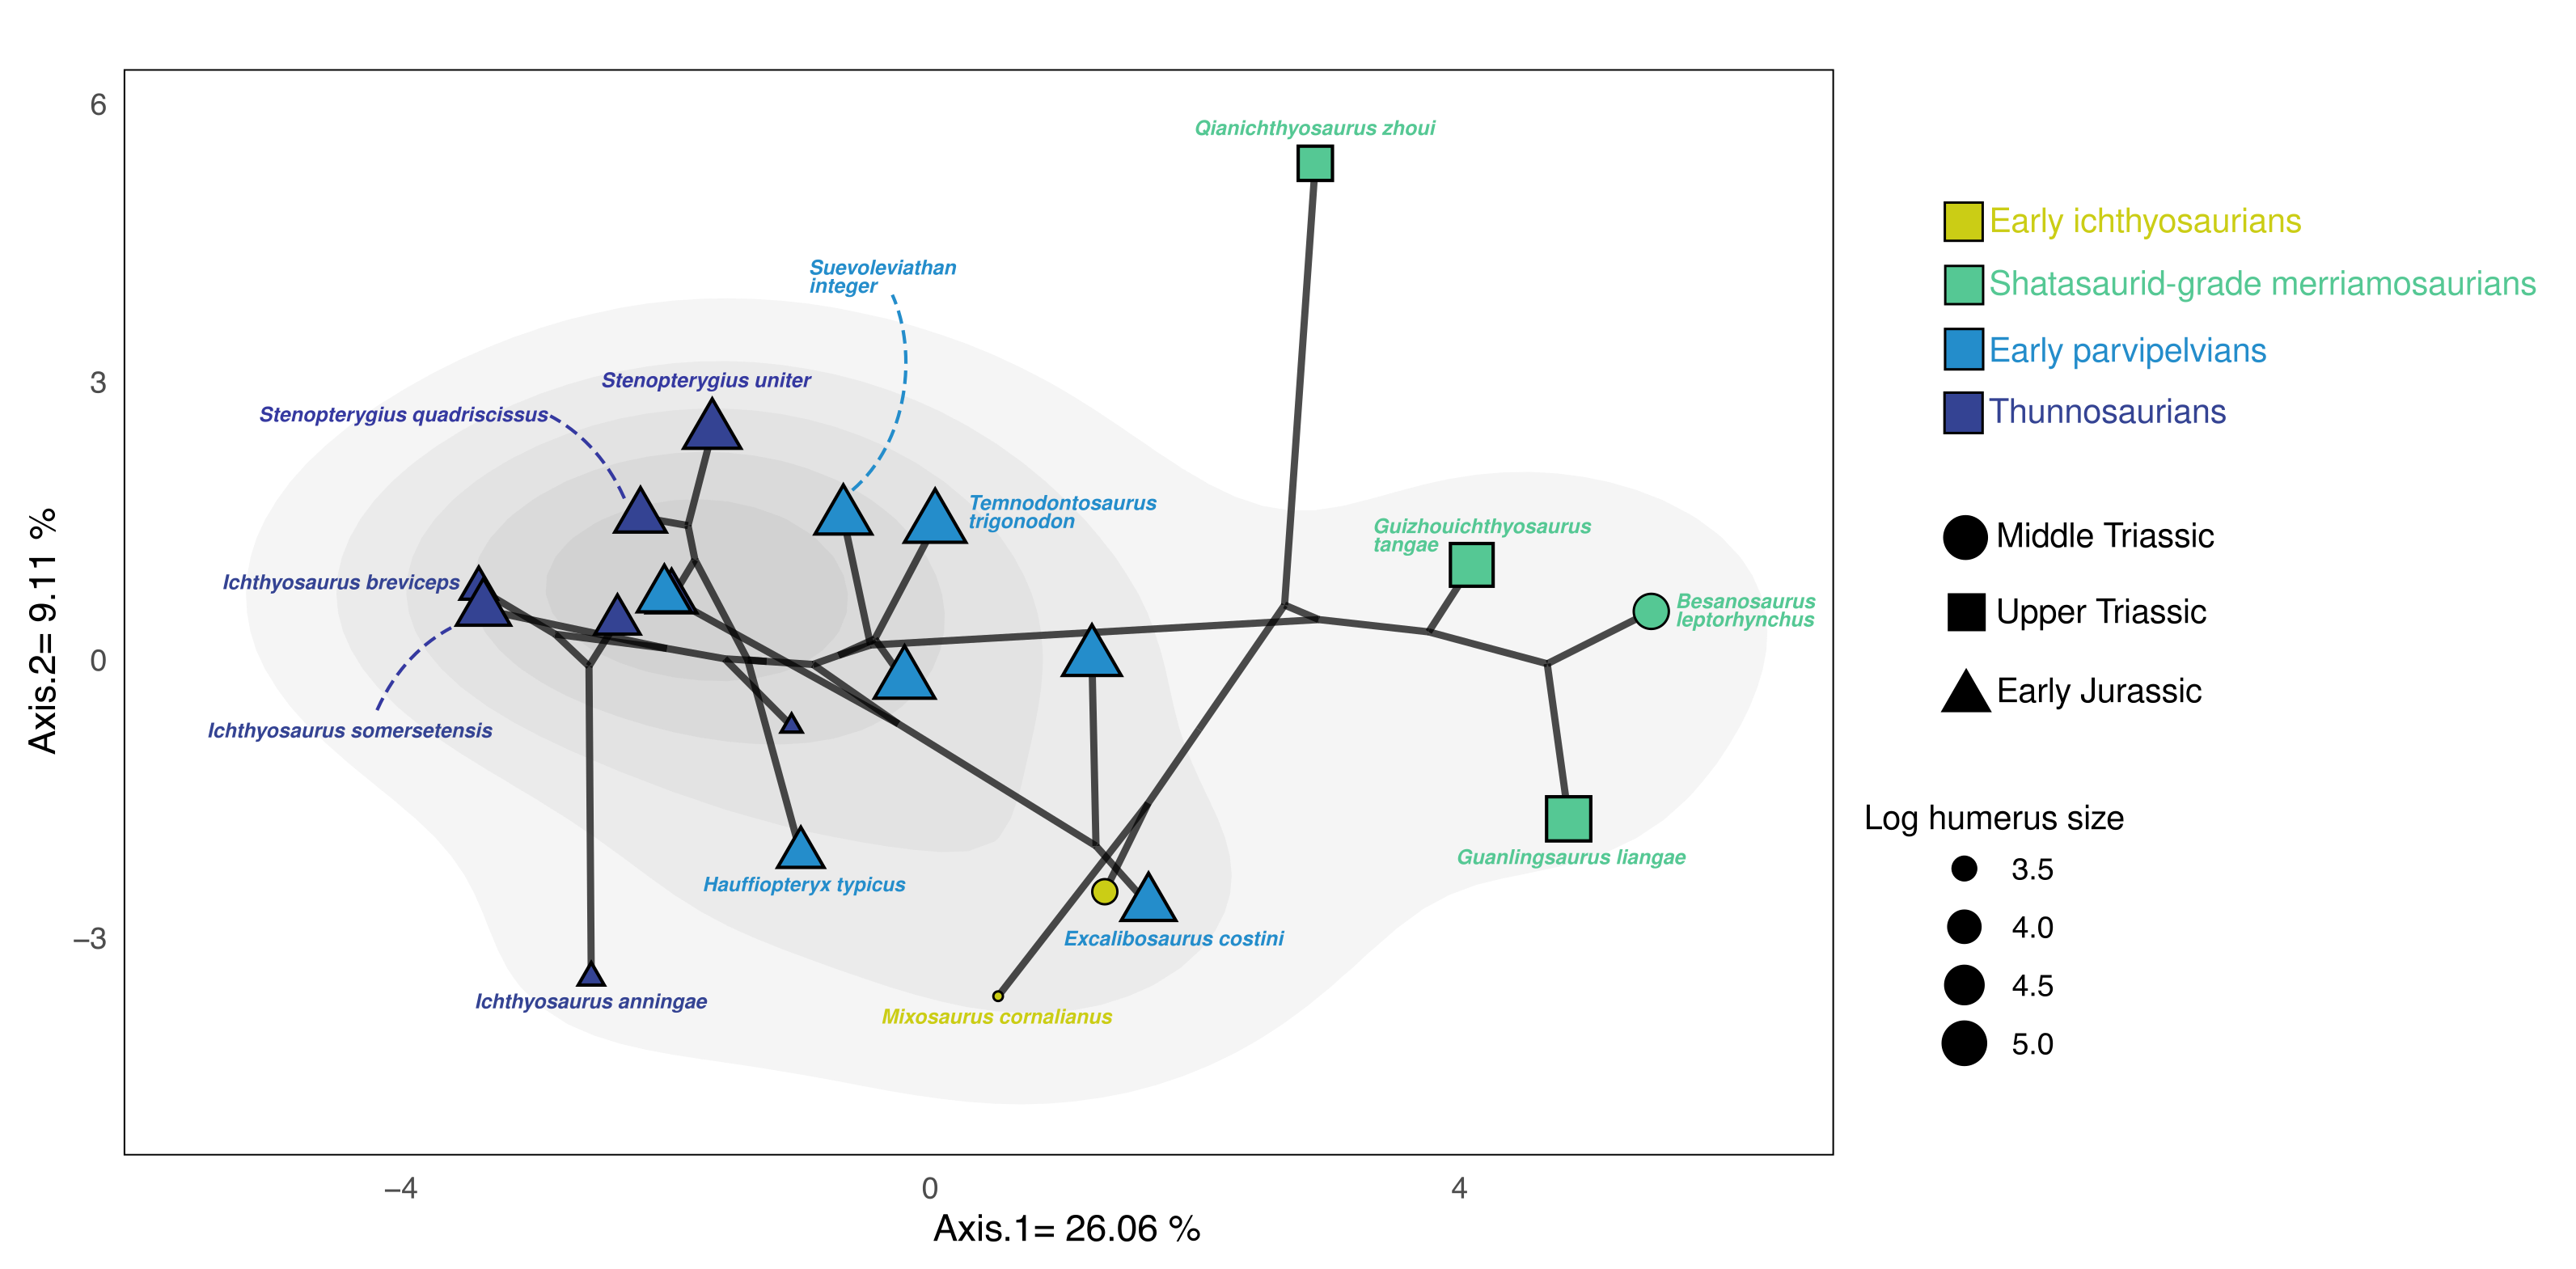 6
3
0
−3
−4
0
4
Axis.2= 9.11 %
Axis.1= 26.06 %
Qianichthyosaurus zhoui
Suevoleviathan
integer
Stenopterygius uniter
Stenopterygius quadriscissus
Temnodontosaurus
trigonodon
Guizhouichthyosaurus
tangae
Ichthyosaurus breviceps
Besanosaurus
leptorhynchus
Ichthyosaurus somersetensis
Guanlingsaurus liangae
Hauffiopteryx typicus
Excalibosaurus costini
Ichthyosaurus anningae
Mixosaurus cornalianus
Early ichthyosaurians
Shatasaurid-grade merriamosaurians
Early parvipelvians
Thunnosaurians
Middle Triassic
Upper Triassic
Early Jurassic
Log humerus size
3.5
4.0
4.5
5.0